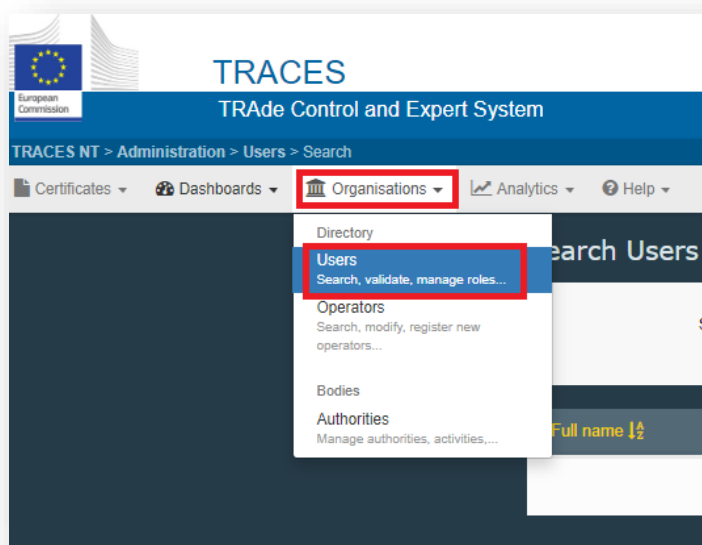 European
Commission
TRACES
TRAde Control and Expert System
TRACES NT > Administration > Users > Search
Certificates Dashboards Organisations Analytics Help
Directory
Users
Search, validate, manage roles...
Operators
Search, modify, register new
operators...
Bodies
Authorities
Manage authorities, activities,...
earch Users
S
Full name